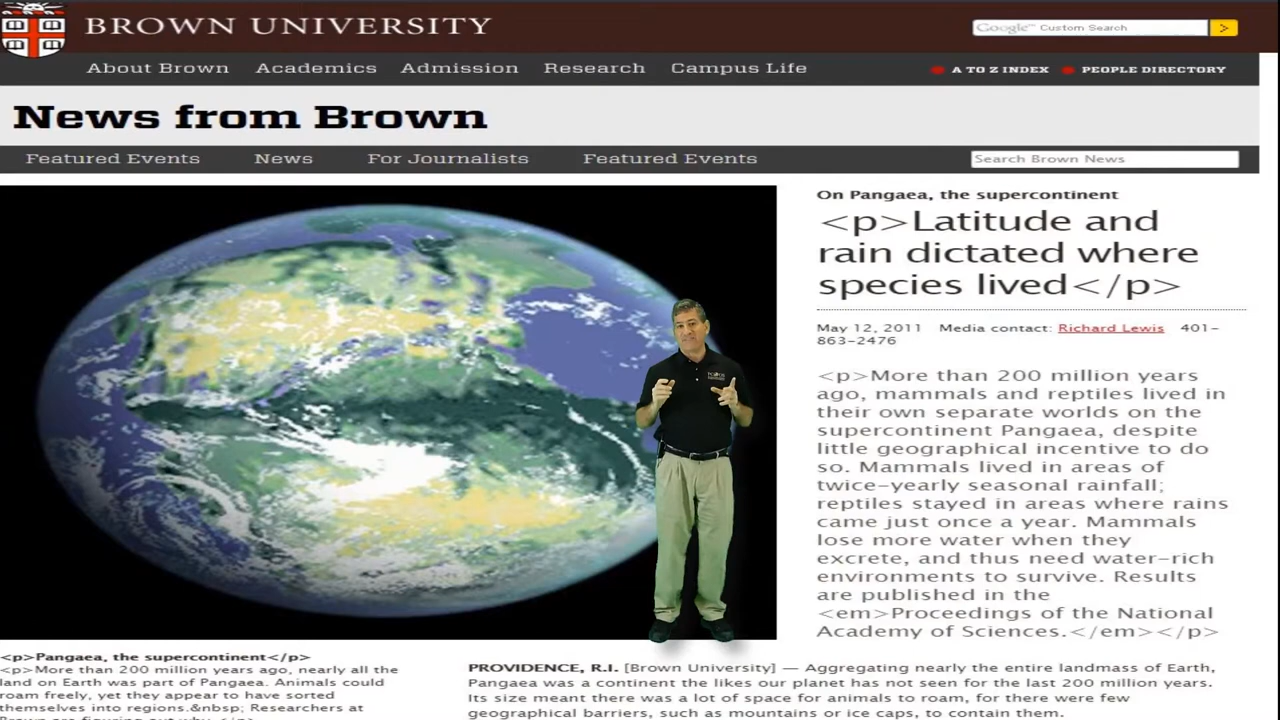 BROWN UNIVERSITY
Google™ Custom Search
>
About Brown Academics Admission Research Campus Life
A TO Z INDEX PEOPLE DIRECTORY
News from Brown
Featured Events News For Journalists Featured Events
Search Brown News
On Pangaea, the supercontinent
<p>Latitude and
rain dictated where
species lived</p>
May 12, 2011 Media contact: Richard Lewis 401-
863-2476
<p>More than 200 million years
ago, mammals and reptiles lived in
their own separate worlds on the
supercontinent Pangaea, despite
little geographical incentive to do
so. Mammals lived in areas of
twice-yearly seasonal rainfall;
reptiles stayed in areas where rains
came just once a year. Mammals
lose more water when they
excrete, and thus need water-rich
environments to survive. Results
are published in the
<em>Proceedings of the National
Academy of Sciences.</em></p>
<p>Pangaea, the supercontinent</p>
<p>More than 200 million years ago, nearly all the
land on Earth was part of Pangaea. Animals could
roam freely, yet they appear to have sorted
themselves into regions.&nbsp; Researchers at
Brown are figuring out why.</p>
PROVIDENCE, R.I. [Brown University] — Aggregating nearly the entire landmass of Earth,
Pangaea was a continent the likes our planet has not seen for the last 200 million years.
Its size meant there was a lot of space for animals to roam, for there were few
geographical barriers, such as mountains or ice caps, to contain them.